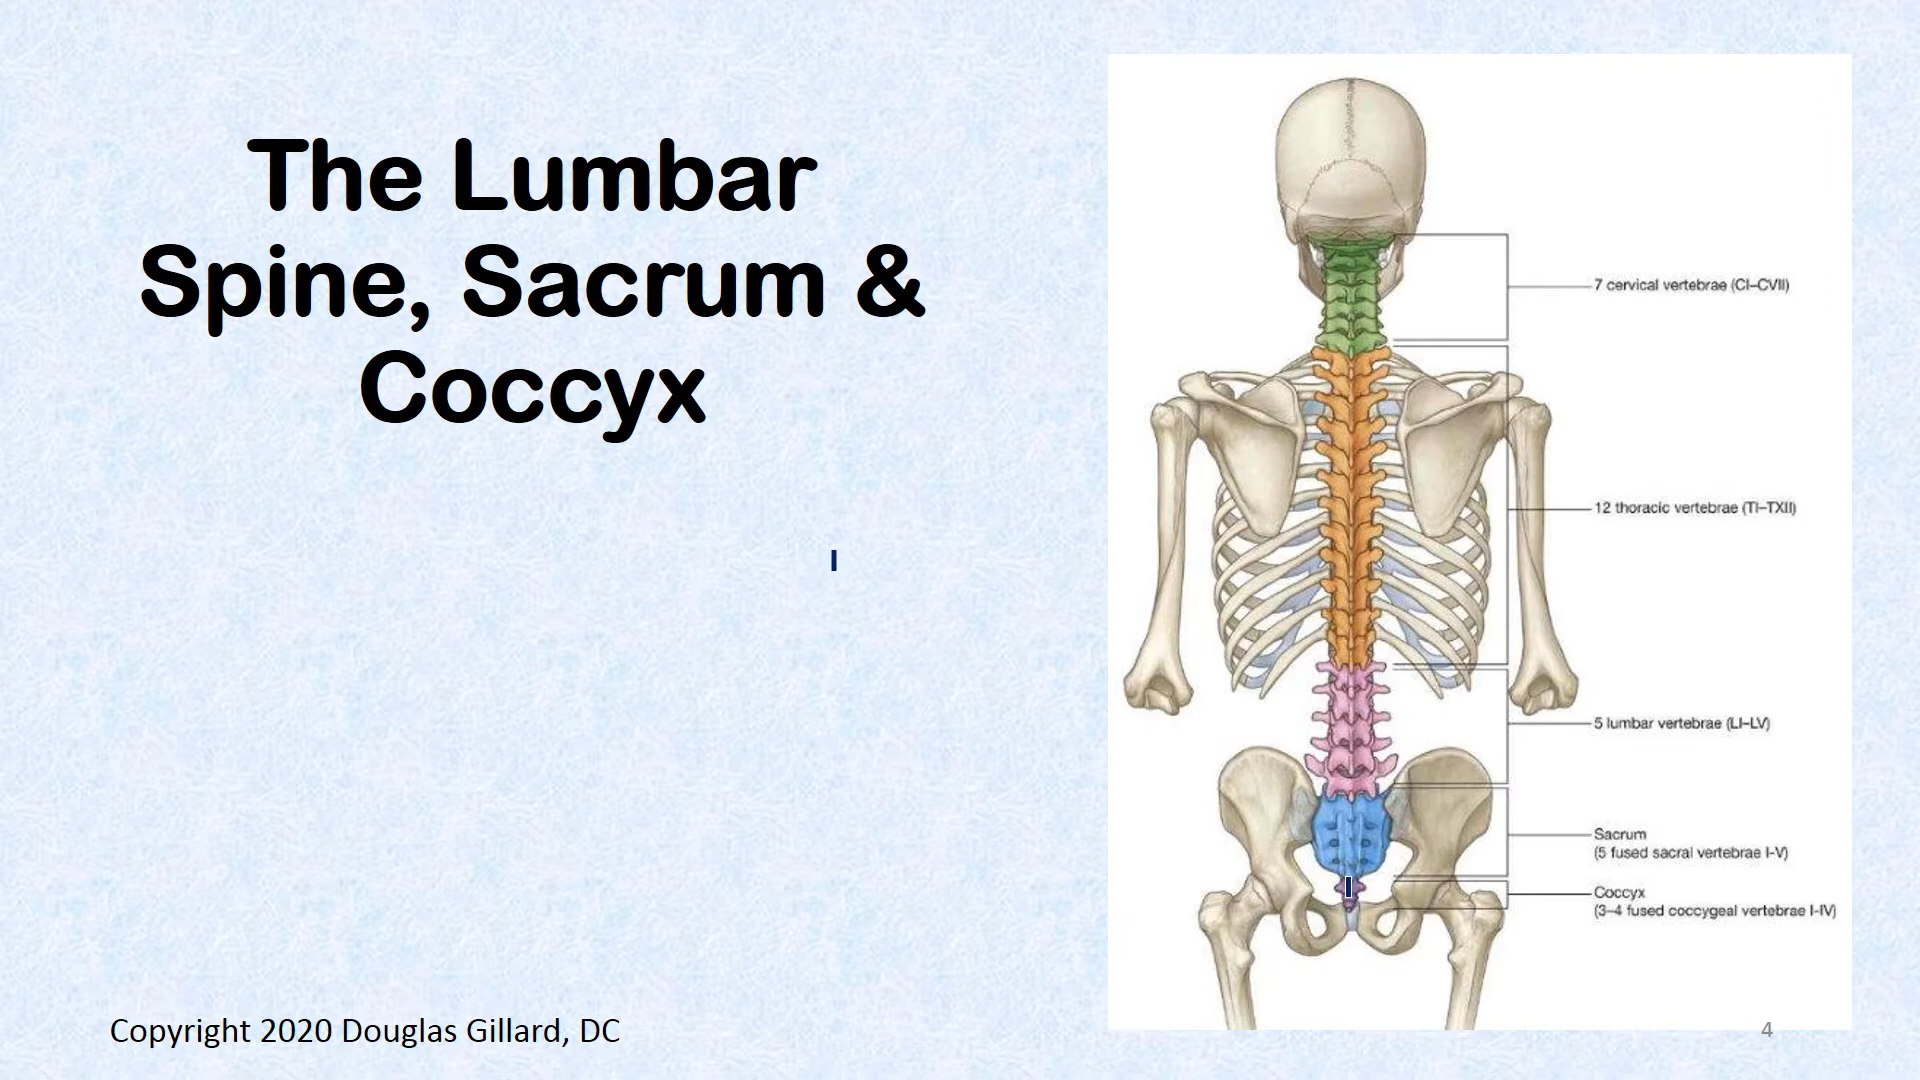 The Lumbar
Spine, Sacrum &
Coccyx
I
7 cervical vertebrae (CI–CVII)
12 thoracic vertebrae (TI–TXII)
5 lumbar vertebrae (LI–LV)
Sacrum
(5 fused sacral vertebrae I-V)
I
Coccyx
(3–4 fused coccygeal vertebrae I-IV)
Copyright 2020 Douglas Gillard, DC
4